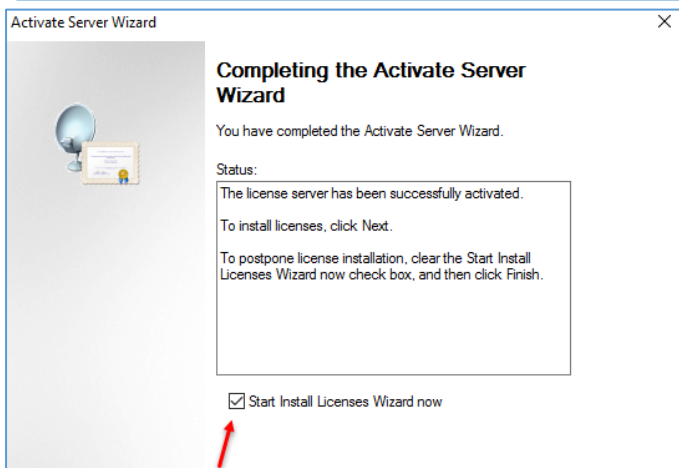 Activate Server Wizard
Completing the Activate Server
Wizard
You have completed the Activate Server Wizard.
Status:
The license server has been successfully activated.
To install licenses, click Next.
To postpone license installation, clear the Start Install
Licenses Wizard now check box, and then click Finish.
Start Install Licenses Wizard now